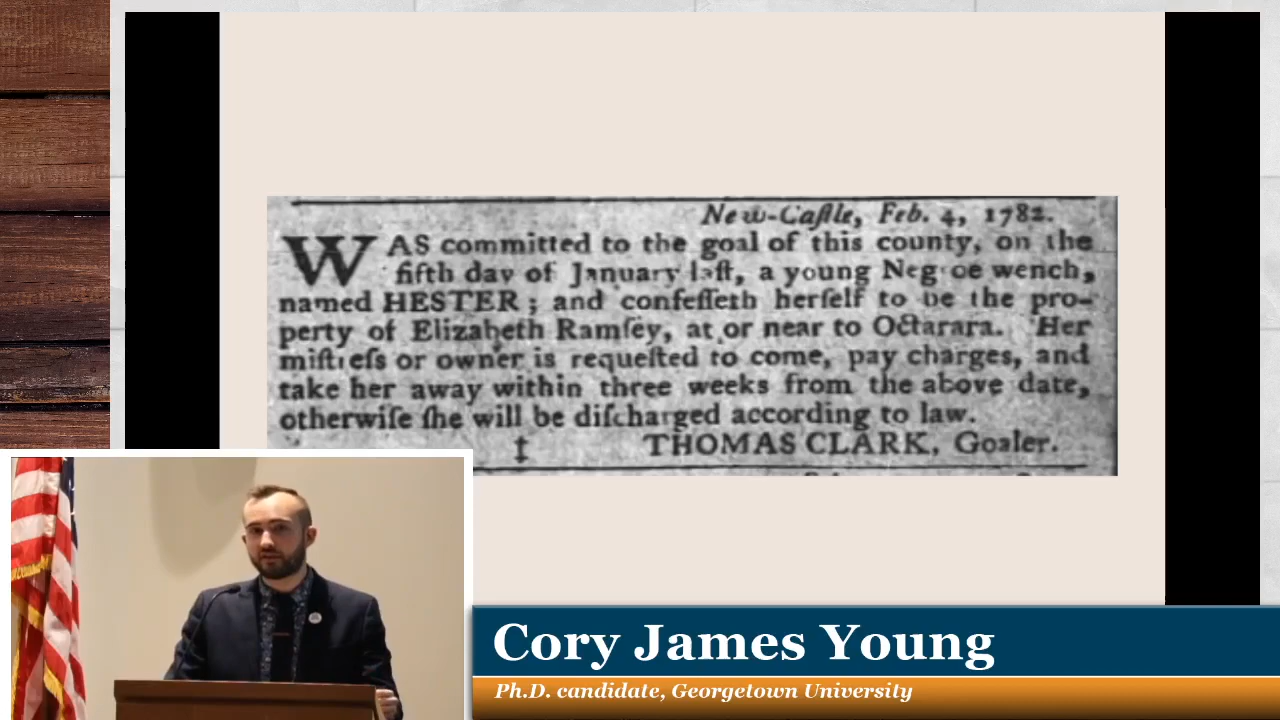 New-Caſtle, Feb. 4, 1782.
WAS committed to the goal of this county, on the
fifth day of January laſt, a young Negroe wench,
named HESTER; and confeſſeth herſelf to be the pro-
perty of Elizabeth Ramſey, at or near to Octarara. Her
miſtreſs or owner is requeſted to come, pay charges, and
take her away within three weeks from the above date,
otherwiſe ſhe will be diſcharged according to law.
‡ THOMAS CLARK, Goaler.
Cory James Young
Ph.D. candidate, Georgetown University